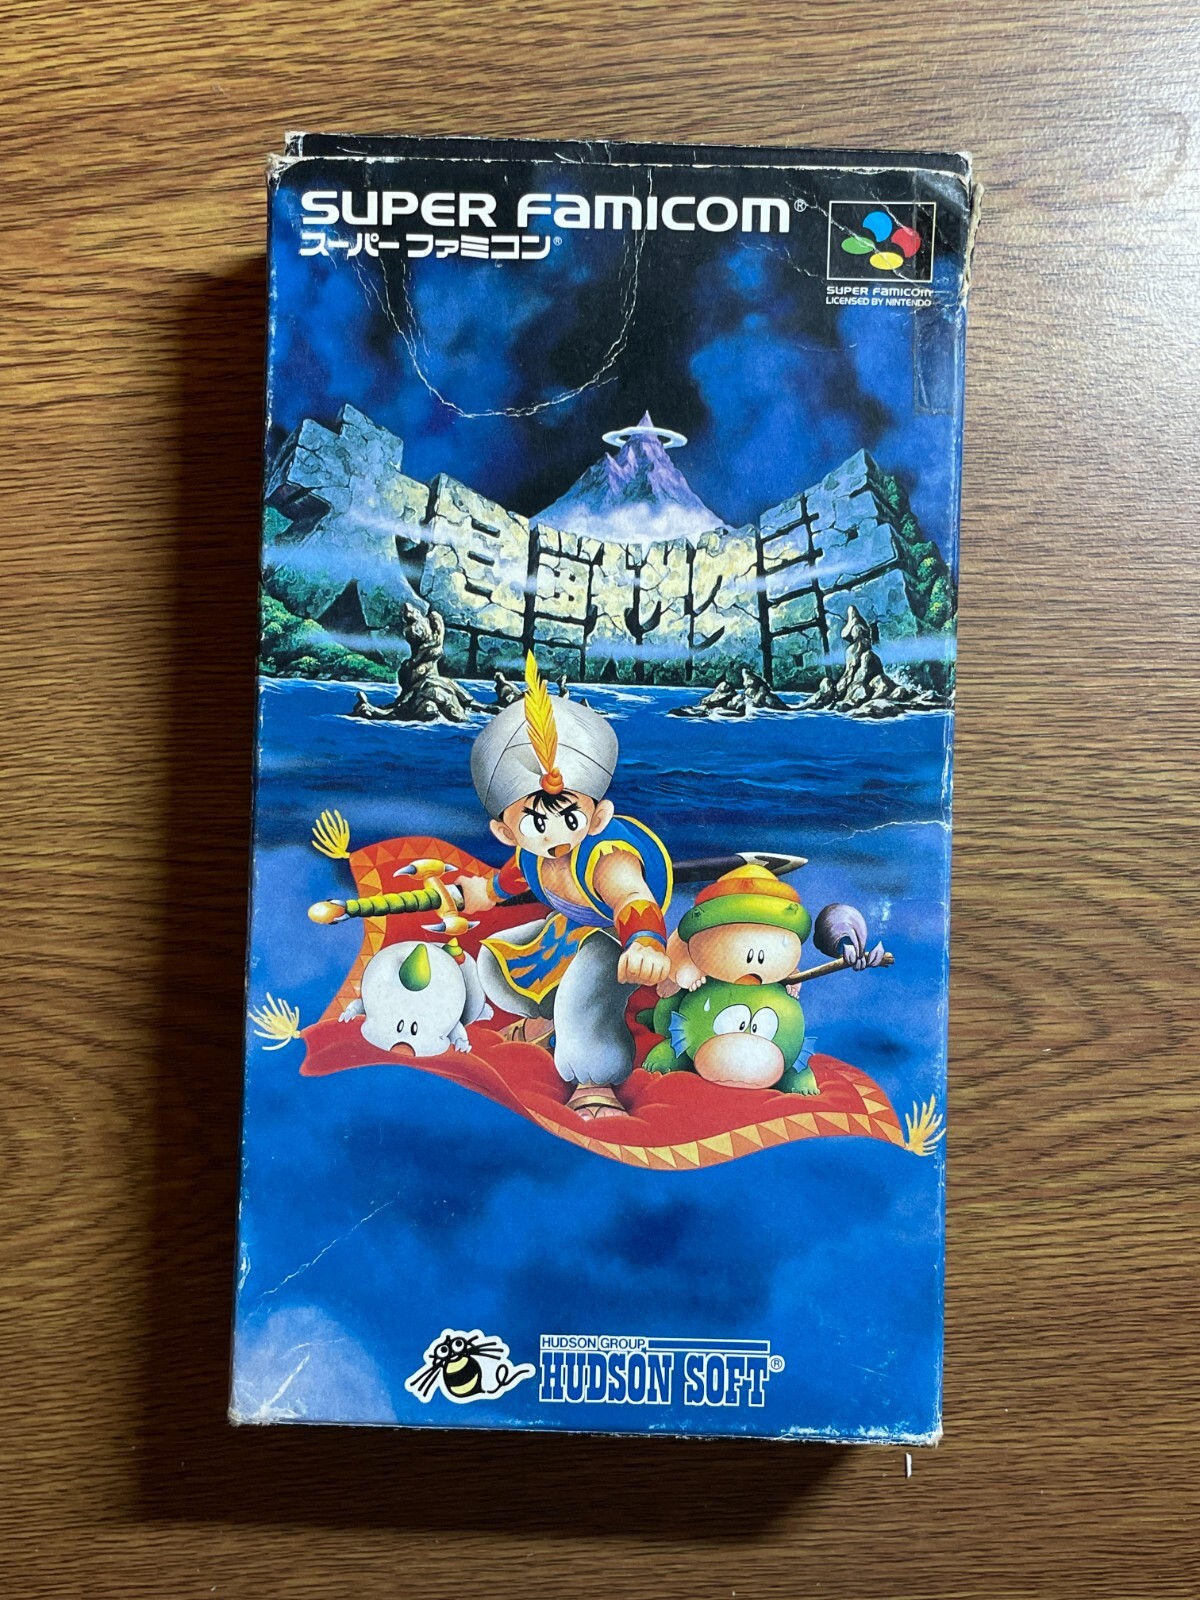 SUPER FAMICOM®
スーパーファミコン®
SUPER FAMICOM
LICENSED BY NINTENDO
大貝獣物語
HUDSON GROUP
HUDSON SOFT®